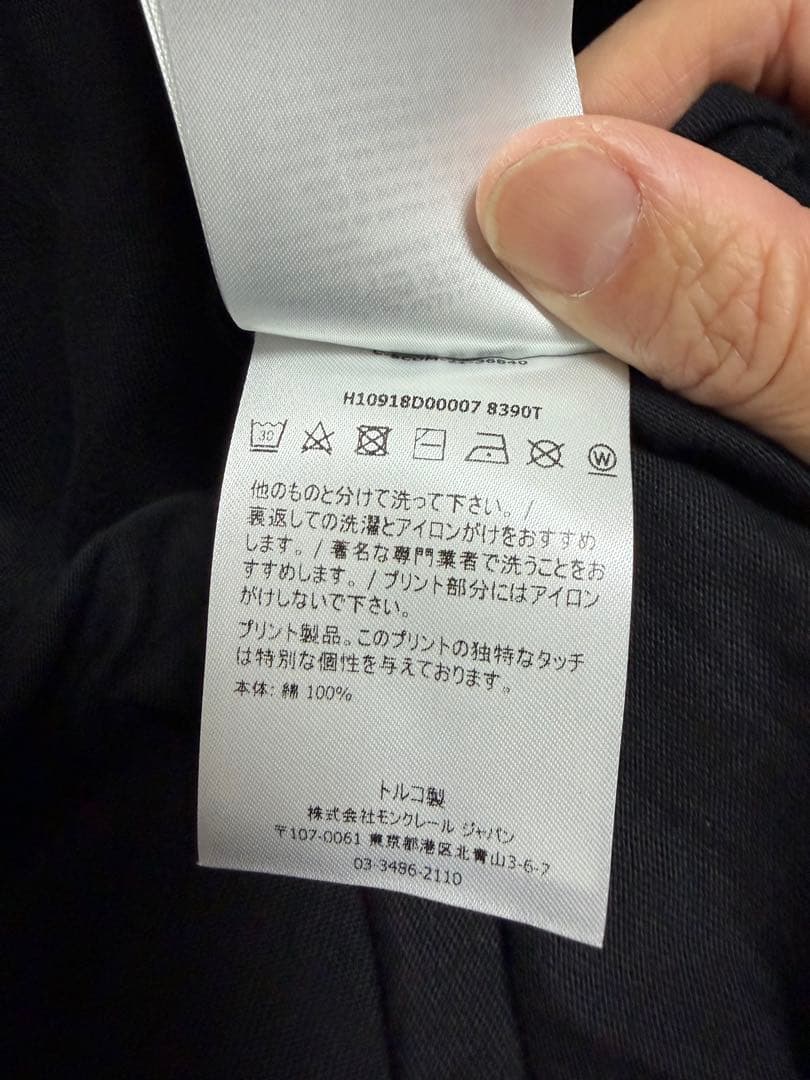 H10918D00007 8390T
30
W
他のものと分けて洗って下さい。/
裏返しての洗濯とアイロンがけをおすすめ
します。/ 著名な専門業者で洗うことをお
すすめします。/ プリント部分にはアイロン
がけしないで下さい。
プリント製品。このプリントの独特なタッチ
は特別な個性を与えております。
本体: 綿 100%
トルコ製
株式会社モンクレール ジャパン
〒107-0061 東京都港区北青山3-6-7
03-3486-2110